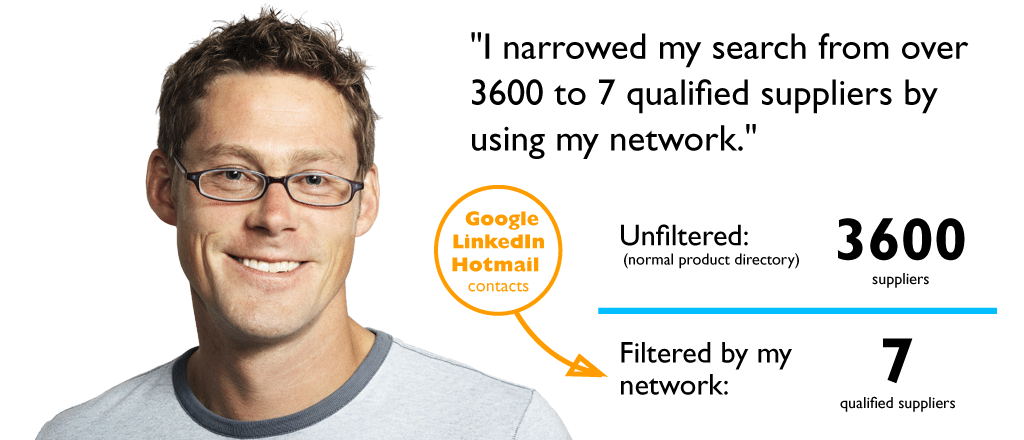 "I narrowed my search from over
3600 to 7 qualified suppliers by
using my network."
Google
LinkedIn
Hotmail
contacts
Unfiltered:
(normal product directory)
3600
suppliers
Filtered by my
network:
7
qualified suppliers